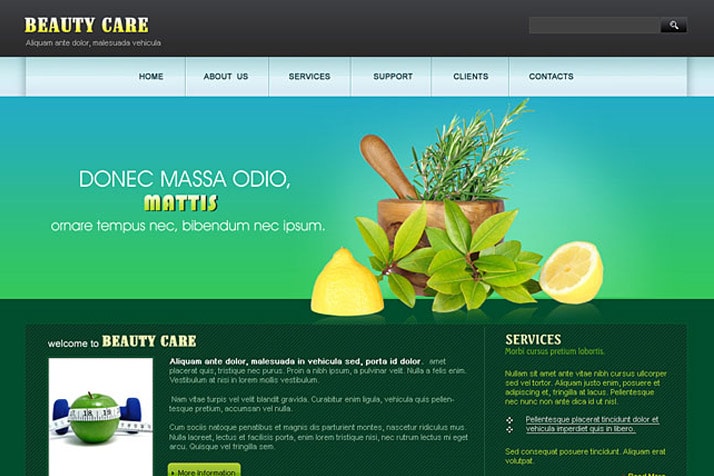 BEAUTY CARE
Aliquam ante dolor, malesuada vehicula
HOME
ABOUT US
SERVICES
SUPPORT
CLIENTS
CONTACTS
DONEC MASSA ODIO,
MATTIS
ornare tempus nec, bibendum nec ipsum.
welcome to BEAUTY CARE
Aliquam ante dolor, malesuada in vehicula sed, porta id dolor. amet
placerat quis, tristique nec purus. Proin a nibh ipsum, a pulvinar velit. Nulla a felis enim.
Vestibulum at nisi in lorem mollis vestibulum.
Nam vitae turpis vel velit blandit gravida. Curabitur enim ligula, vehicula quis pellen-
tesque pretium, accumsan vel nulla.
Cum sociis natoque penatibus et magnis dis parturient montes, nascetur ridiculus mus.
Nulla laoreet, lectus et facilisis porta, enim lorem tristique nisi, nec rutrum lectus mi eget
arcu. Quisque vel fringilla sem.
More Information
SERVICES
Morbi cursus pretium lobortis.
Nullam sit amet ante vitae nibh cursus ullcorper
sed vel tortor. Aliquam justo enim, posuere et
adipiscing et, fringilla at lacus. Pellentesque
nec nunc non ante dica id ut nisl.
Pellentesque placerat tincidunt dolor et
vehicula imperdiet quis in libero.
Sed consequat posuere tincidunt. Aliquam erat
volutpat.
Read More